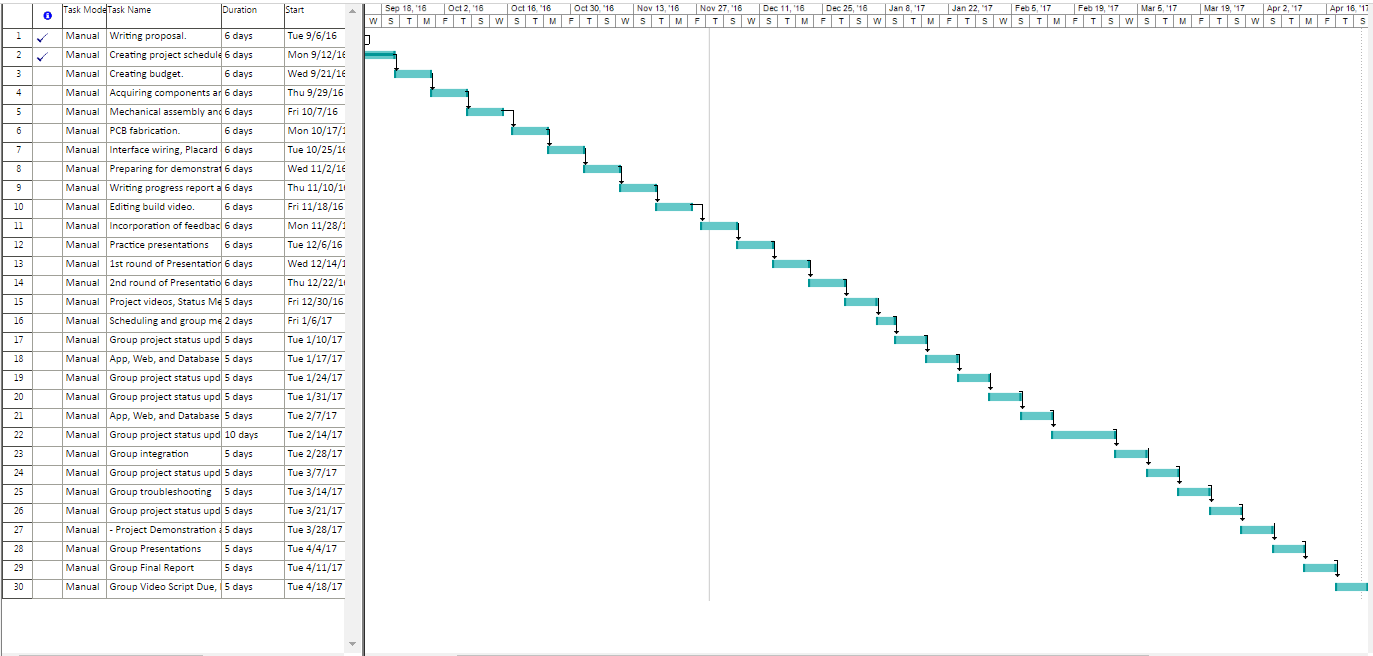 Task Mode Task Name Duration Start Sep 18, '16 Oct 2, '16 Oct 16, '16 Oct 30, '16 Nov 13, '16 Nov 27, '16 Dec 11, '16 Dec 25, '16 Jan 8, '17 Jan 22, '17 Feb 5, '17 Feb 19, '17 Mar 5, '17 Mar 19, '17 Apr 2, '17 Apr 16, '17
W S T M F T S W S T M F T S W S T M F T S W S T M F T S W S T M F T S W S T M F T S W S T M F T S W S T M F T S
1 Manual Writing proposal. 6 days Tue 9/6/16
2 Manual Creating project schedule 6 days Mon 9/12/16
3 Manual Creating budget. 6 days Wed 9/21/16
4 Manual Acquiring components ar 6 days Thu 9/29/16
5 Manual Mechanical assembly and 6 days Fri 10/7/16
6 Manual PCB fabrication. 6 days Mon 10/17/1
7 Manual Interface wiring, Placard 6 days Tue 10/25/16
8 Manual Preparing for demonstrat 6 days Wed 11/2/16
9 Manual Writing progress report a 6 days Thu 11/10/16
10 Manual Editing build video. 6 days Fri 11/18/16
11 Manual Incorporation of feedbac 6 days Mon 11/28/1
12 Manual Practice presentations 6 days Tue 12/6/16
13 Manual 1st round of Presentation 6 days Wed 12/14/1
14 Manual 2nd round of Presentatio 6 days Thu 12/22/16
15 Manual Project videos, Status Me 5 days Fri 12/30/16
16 Manual Scheduling and group me 2 days Fri 1/6/17
17 Manual Group project status upd 5 days Tue 1/10/17
18 Manual App, Web, and Database 5 days Tue 1/17/17
19 Manual Group project status upd 5 days Tue 1/24/17
20 Manual Group project status upd 5 days Tue 1/31/17
21 Manual App, Web, and Database 5 days Tue 2/7/17
22 Manual Group project status upd 10 days Tue 2/14/17
23 Manual Group integration 5 days Tue 2/28/17
24 Manual Group project status upd 5 days Tue 3/7/17
25 Manual Group troubleshooting 5 days Tue 3/14/17
26 Manual Group project status upd 5 days Tue 3/21/17
27 Manual - Project Demonstration a 5 days Tue 3/28/17
28 Manual Group Presentations 5 days Tue 4/4/17
29 Manual Group Final Report 5 days Tue 4/11/17
30 Manual Group Video Script Due, 5 days Tue 4/18/17